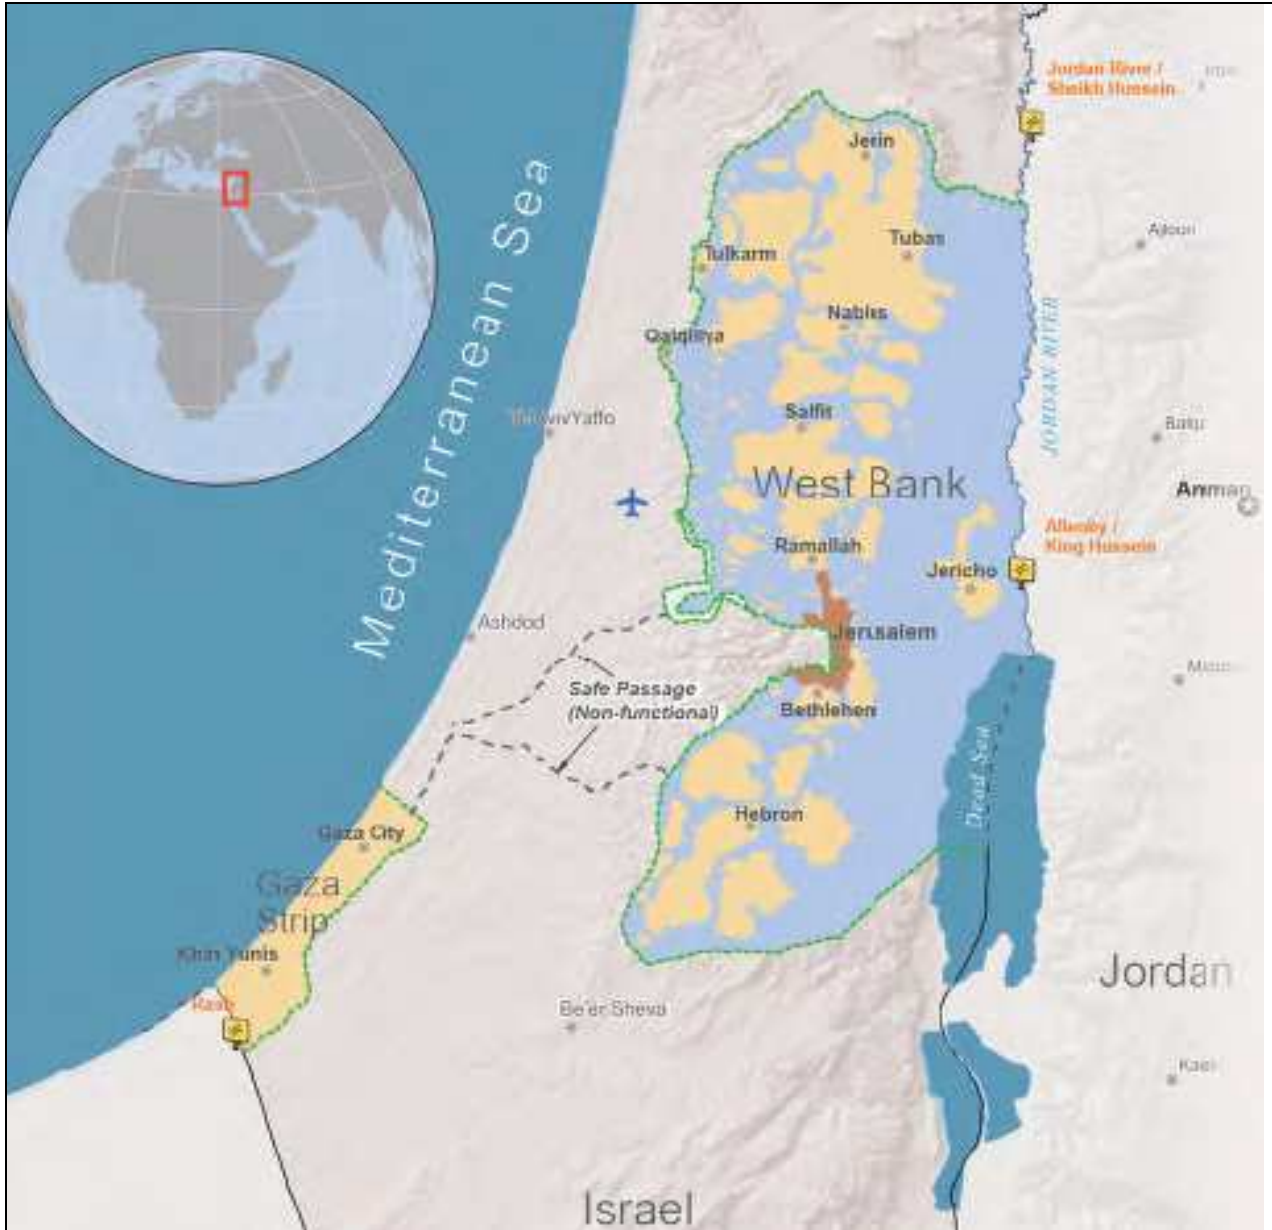 Jordan River /
Sheikh Hussein
Jenin
Mediterranean Sea
Ajloun
Tubas
Tulkarm
Nablus
JORDAN RIVER
Qalqiliya
Salfit
West Bank
Amman
Allenby /
King Hussein
Ramallah
Jericho
Ashdod
Jerusalem
Safe Passage
(Non-functional)
Bethlehem
Dead Sea
Hebron
Gaza City
Gaza
Strip
Khan Yunis
Jordan
Be'er Sheva
Israel